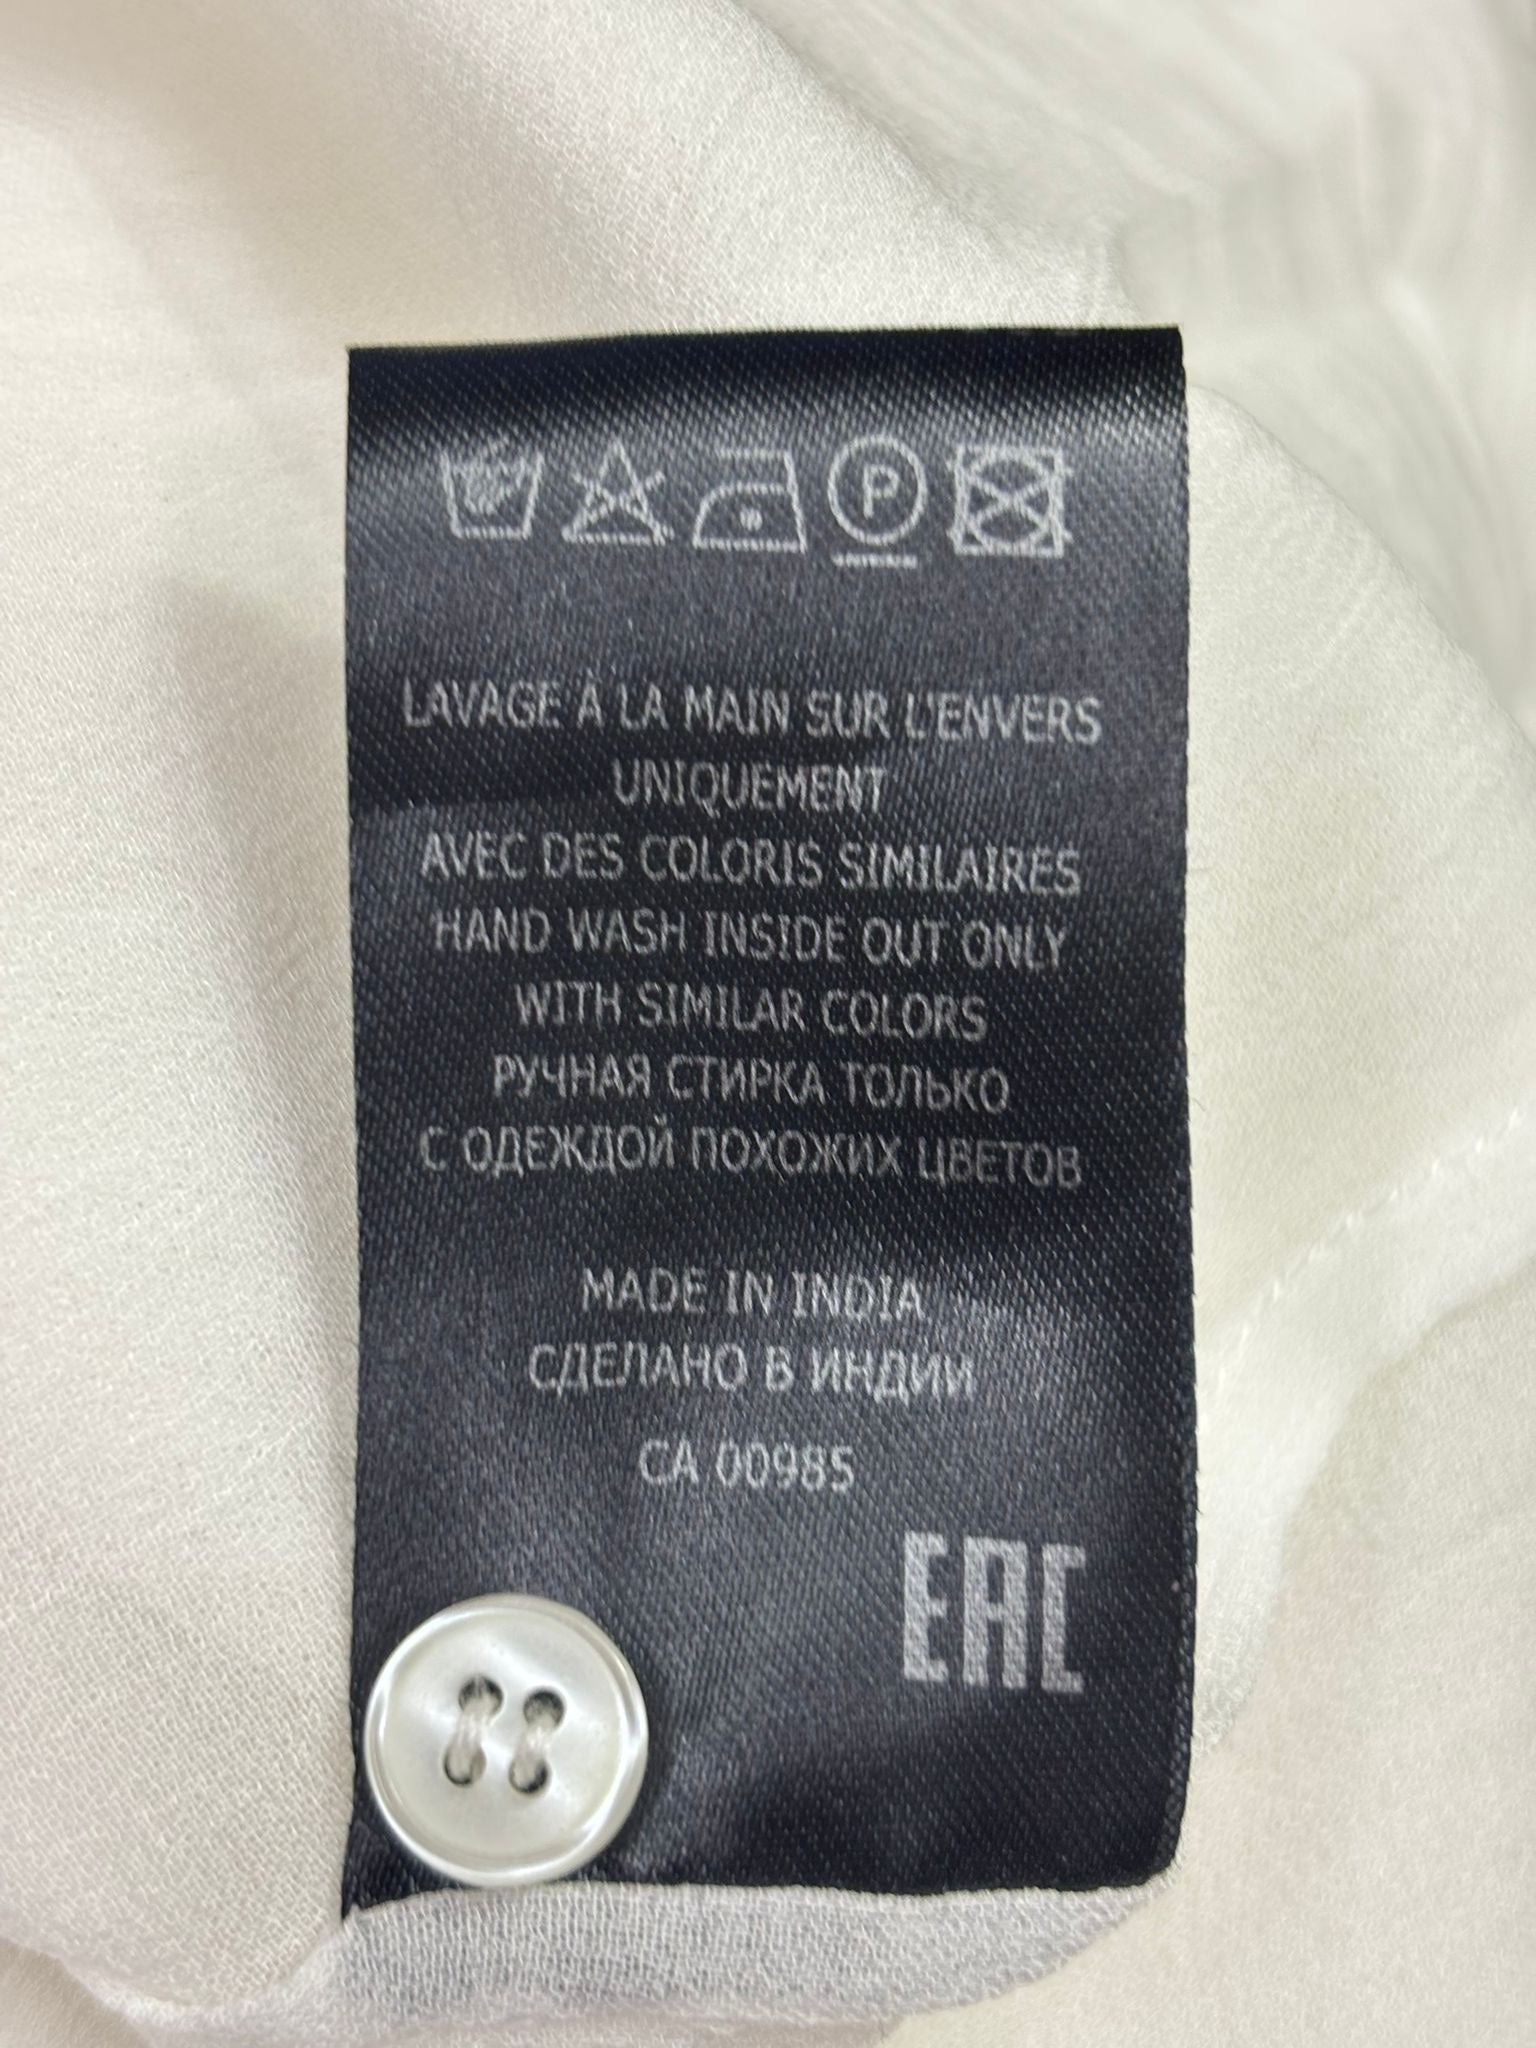 P
LAVAGE À LA MAIN SUR L'ENVERS
UNIQUEMENT
AVEC DES COLORIS SIMILAIRES
HAND WASH INSIDE OUT ONLY
WITH SIMILAR COLORS
РУЧНАЯ СТИРКА ТОЛЬКО
С ОДЕЖДОЙ ПОХОЖИХ ЦВЕТОВ
MADE IN INDIA
СДЕЛАНО В ИНДИИ
CA 00985
EAC